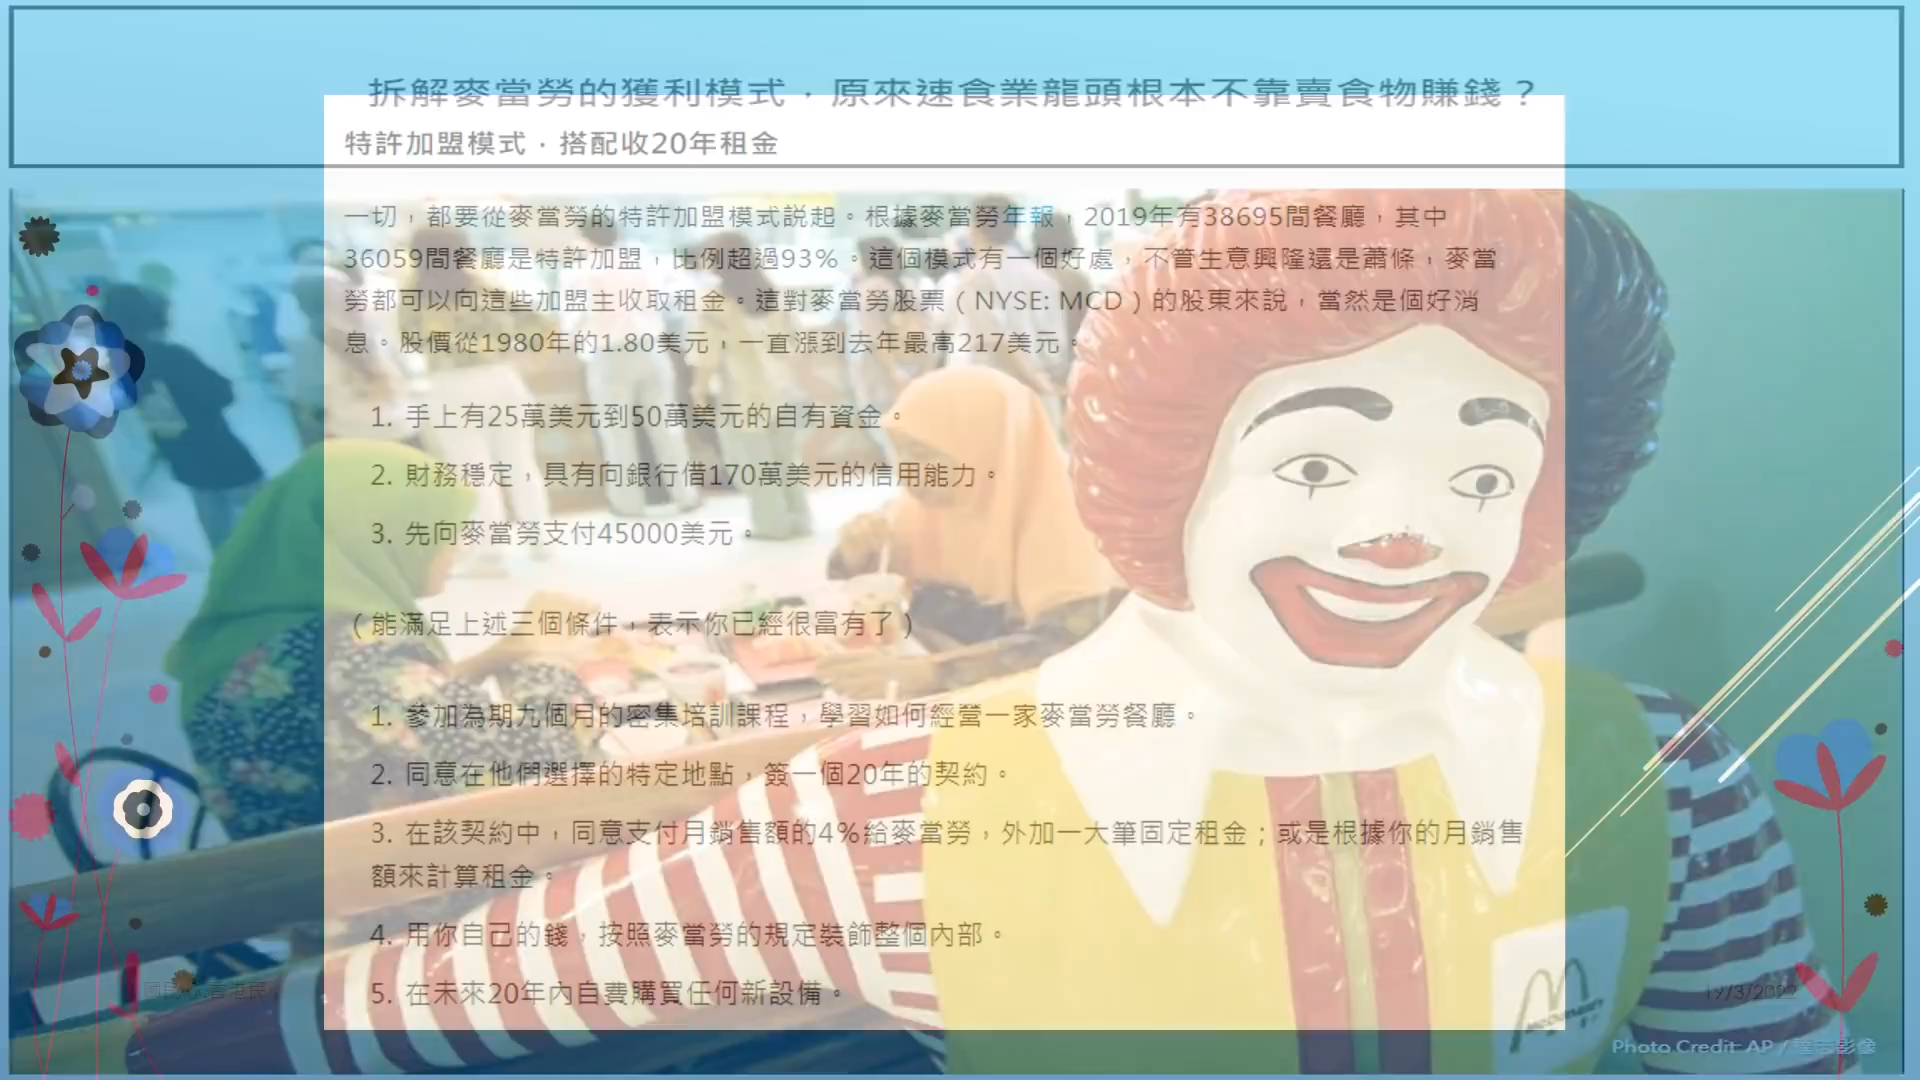 拆解麥當勞的獲利模式，原來速食業龍頭根本不靠賣食物賺錢？
特許加盟模式，搭配收20年租金
一切，都要從麥當勞的特許加盟模式說起。根據麥當勞年報，2019年有38695間餐廳，其中
36059間餐廳是特許加盟，比例超過93%。這個模式有一個好處，不管生意興隆還是蕭條，麥當
勞都可以向這些加盟主收取租金。這對麥當勞股票（NYSE: MCD）的股東來說，當然是個好消
息。股價從1980年的1.80美元，一直漲到去年最高217美元。
1. 手上有25萬美元到50萬美元的自有資金。
2. 財務穩定，具有向銀行借170萬美元的信用能力。
3. 先向麥當勞支付45000美元。
（能滿足上述三個條件，表示你已經很富有了）
1. 參加為期九個月的密集培訓課程，學習如何經營一家麥當勞餐廳。
2. 同意在他們選擇的特定地點，簽一個20年的契約。
3. 在該契約中，同意支付月銷售額的4%給麥當勞，外加一大筆固定租金；或是根據你的月銷售
額來計算租金。
4. 用你自己的錢，按照麥當勞的規定裝飾整個內部。
5. 在未來20年內自費購買任何新設備。
19/3/2022
McDonald's
Photo Credit: AP / 達志影像